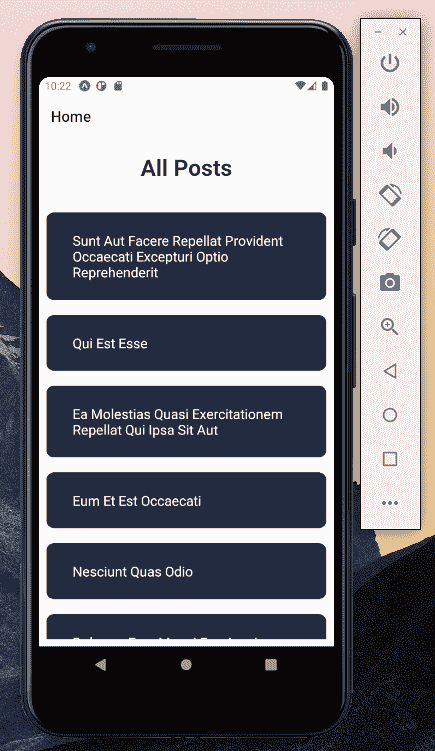 10:22
Home
All Posts
Sunt Aut Facere Repellat Provident
Occaecati Excepturi Optio
Reprehenderit
Qui Est Esse
Ea Molestias Quasi Exercitationem
Repellat Qui Ipsa Sit Aut
Eum Et Est Occaecati
Nesciunt Quas Odio